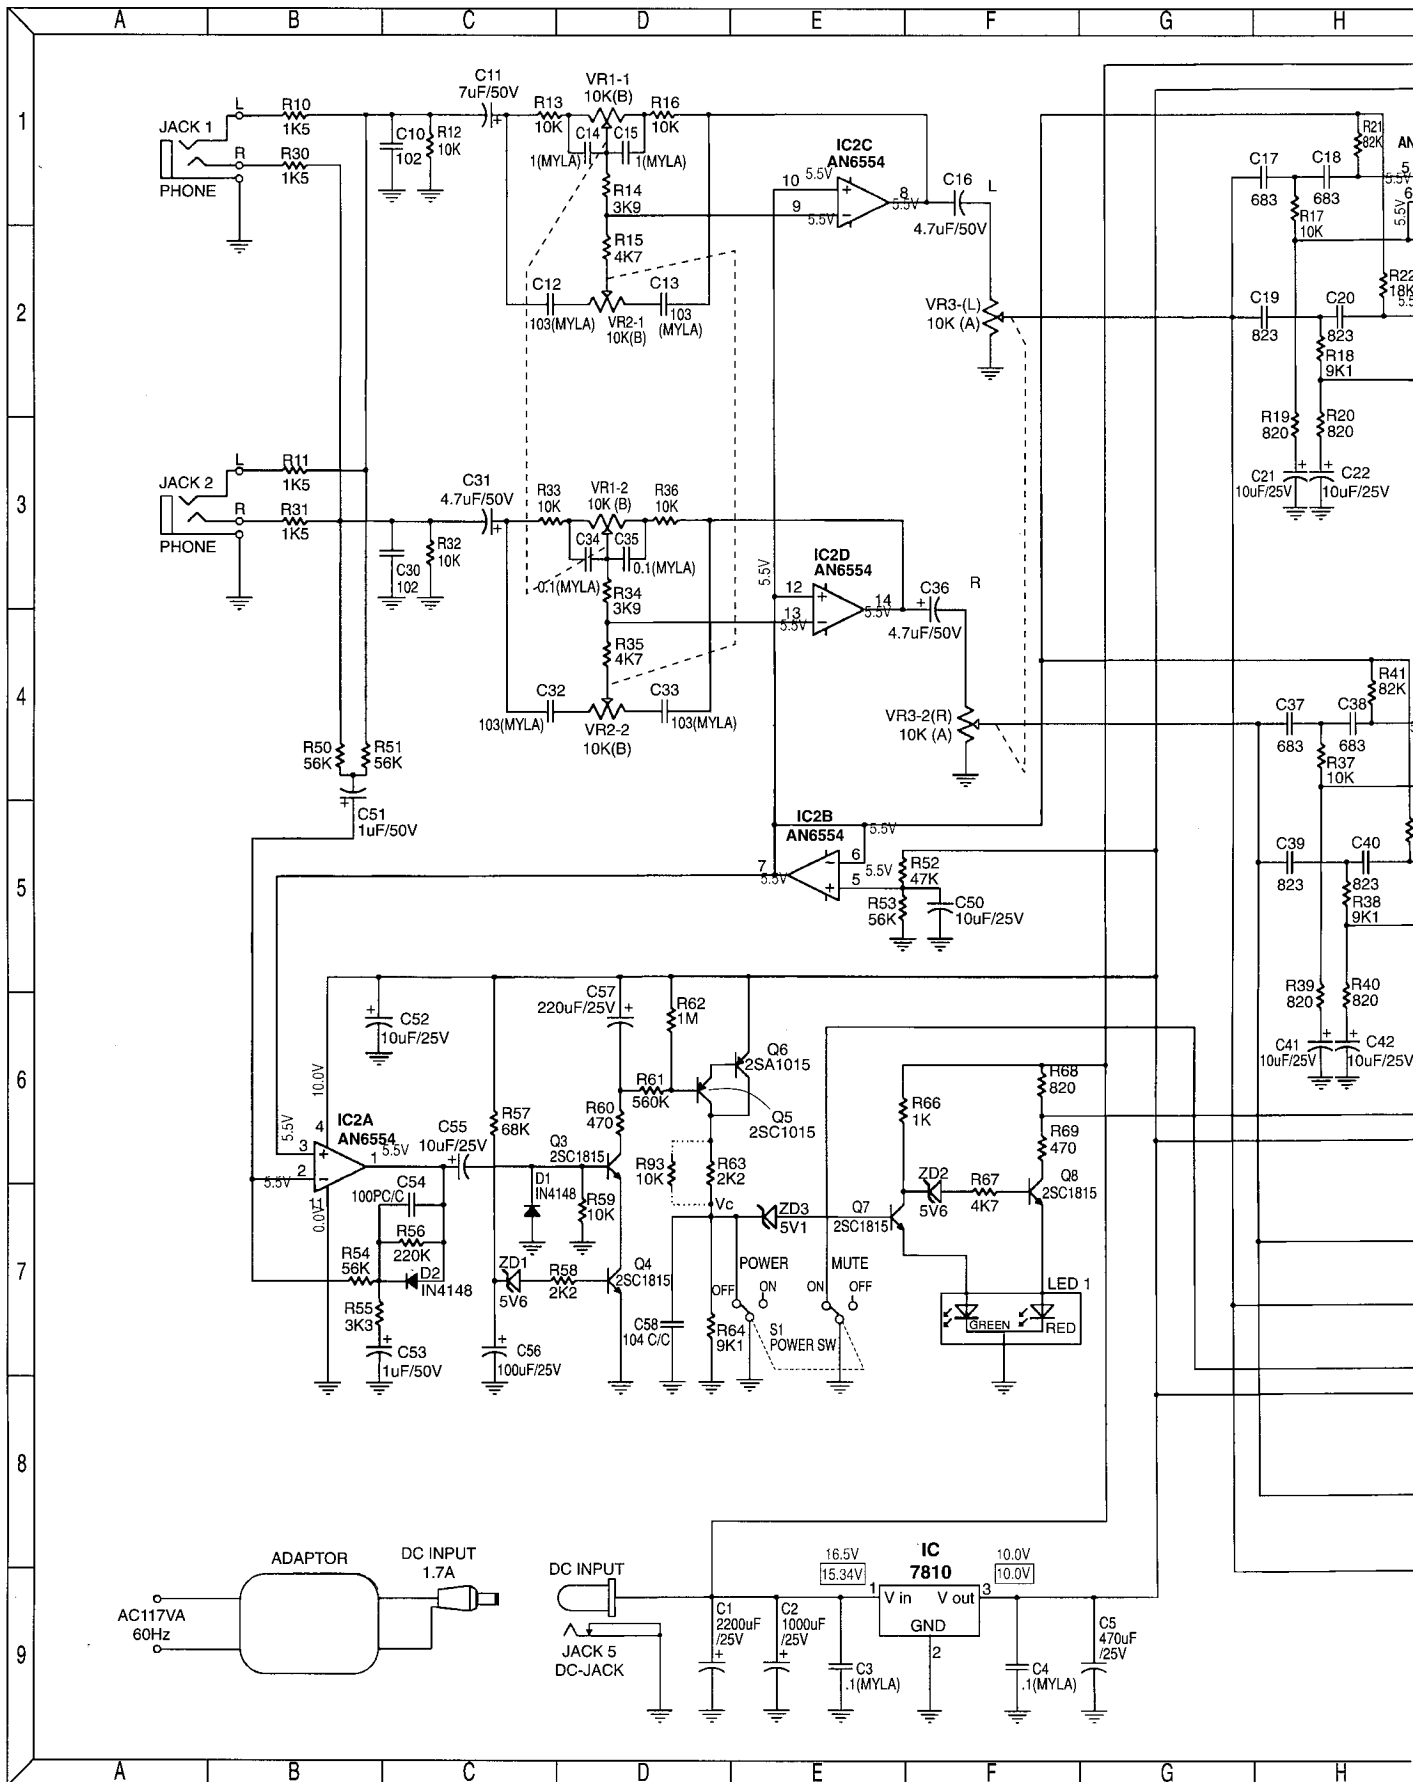 A B C D E F G H
1
2
3
4
5
6
7
8
9
JACK 1
PHONE
L
R
R10
1K5
R30
1K5
C10
102
R12
10K
C11
7uF/50V
+
R13
10K
VR1-1
10K(B)
R16
10K
C14
1(MYLA)
C15
1(MYLA)
R14
3K9
R15
4K7
C12
103(MYLA)
VR2-1
10K(B)
C13
103
(MYLA)
IC2C
AN6554
10
5.5V
+
9
5.5V
−
8
5.5V
C16
4.7uF/50V
L
VR3-(L)
10K (A)
C17
683
C18
683
R21
82K
AN
5
5.5V
6
5.5V
R17
10K
R22
18K
5.5
C19
823
C20
823
R18
9K1
R19
820
R20
820
C21
10uF/25V
+
C22
10uF/25V
+
JACK 2
PHONE
L
R
R11
1K5
R31
1K5
C30
102
R32
10K
C31
4.7uF/50V
+
R33
10K
VR1-2
10K (B)
R36
10K
C34
0.1(MYLA)
C35
0.1(MYLA)
R34
3K9
R35
4K7
C32
103(MYLA)
VR2-2
10K(B)
C33
103(MYLA)
IC2D
AN6554
5.5V
12
+
13
5.5V
−
14
5.5V
C36
+
4.7uF/50V
R
VR3-2(R)
10K (A)
R41
82K
C37
683
C38
683
R37
10K
C39
823
C40
823
R38
9K1
R39
820
R40
820
C41
10uF/25V
+
C42
10uF/25V
+
R50
56K
R51
56K
C51
1uF/50V
+
IC2B
AN6554
5.5V
7
5.5V
6
−
5.5V
5
+
R52
47K
R53
56K
C50
10uF/25V
C52
10uF/25V
+
10.0V
5.5V
4
3
+
2
−
5.5V
11
0.0V
IC2A
AN6554
1
5.5V
C54
100PC/C
R56
220K
D2
IN4148
R54
56K
R55
3K3
C53
1uF/50V
+
C55
10uF/25V
+
R57
68K
ZD1
5V6
C56
100uF/25V
+
D1
IN4148
Q3
2SC1815
R59
10K
R58
2K2
Q4
2SC1815
R60
470
C57
220uF/25V
+
R61
560K
R62
1M
Q6
2SA1015
Q5
2SC1015
R93
10K
R63
2K2
Vc
C58
104 C/C
R64
9K1
ZD3
5V1
POWER
OFF
ON
S1
POWER SW
MUTE
ON
OFF
Q7
2SC1815
R66
1K
ZD2
5V6
R67
4K7
R68
820
R69
470
Q8
2SC1815
LED 1
GREEN
RED
ADAPTOR
AC117VA
60Hz
DC INPUT
1.7A
DC INPUT
JACK 5
DC-JACK
C1
2200uF
/25V
+
C2
1000uF
/25V
+
C3
.1(MYLA)
16.5V
15.34V
IC
7810
1
V in
V out
3
GND
2
10.0V
10.0V
C4
.1(MYLA)
C5
470uF
/25V
+
A B C D E F G H